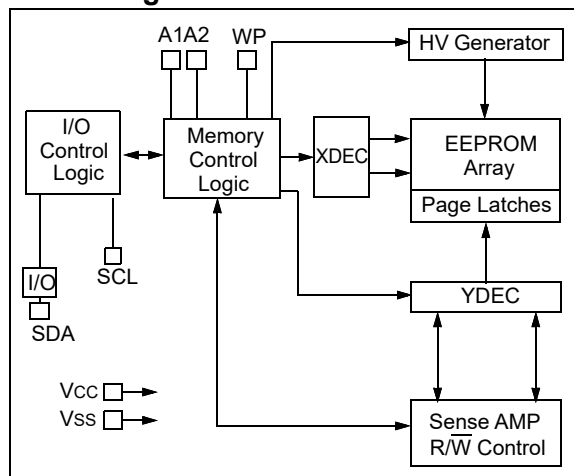 A1A2
WP
HV Generator
I/O
Control
Logic
Memory
Control
Logic
XDEC
EEPROM
Array
Page Latches
I/O
SCL
SDA
YDEC
VCC
VSS
Sense AMP
R/W̅ Control